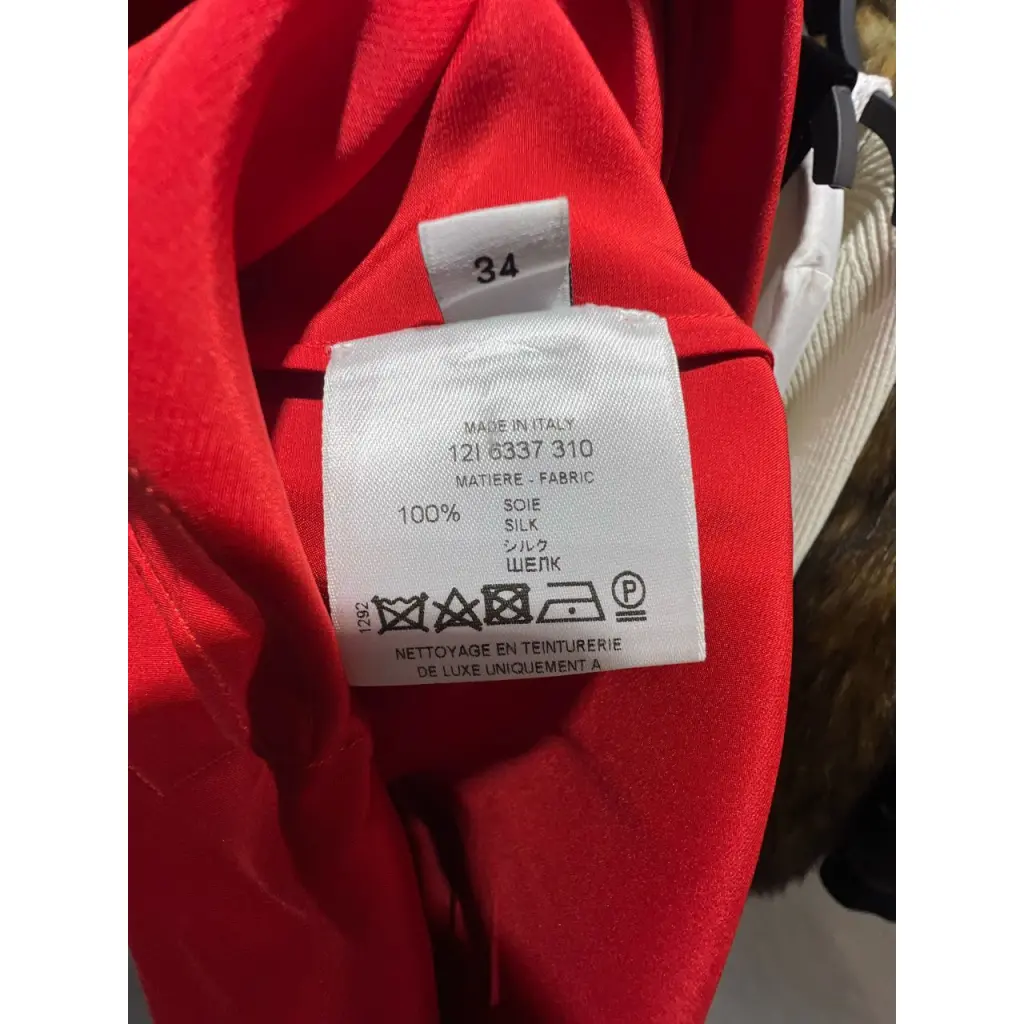 34
MADE IN ITALY
12I 6337 310
MATIERE - FABRIC
100% SOIE
SILK
シルク
ШЕЛК
1292
P
NETTOYAGE EN TEINTURERIE
DE LUXE UNIQUEMENT A